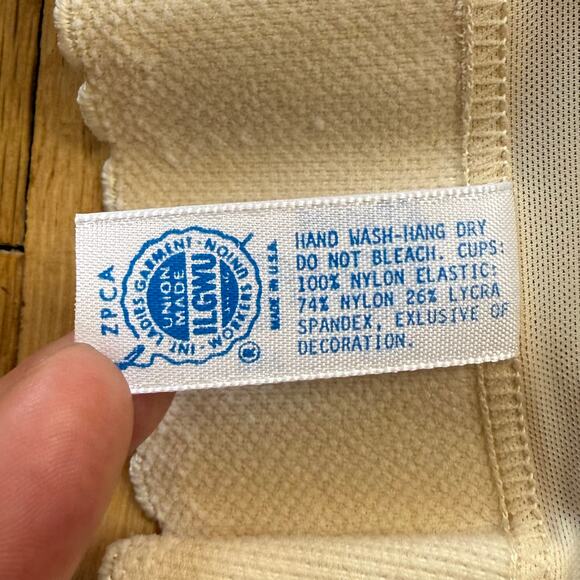 ZPCA
INT. LADIES GARMENT WORKERS UNION
UNION
MADE
ILGWU
®
MADE IN U.S.A.
HAND WASH-HANG DRY
DO NOT BLEACH. CUPS:
100% NYLON ELASTIC:
74% NYLON 26% LYCRA
SPANDEX, EXLUSIVE OF
DECORATION.